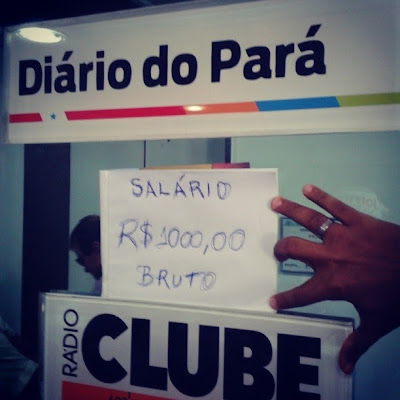 Diário do Pará
SALÁRIO
R$1000,00
BRUTO
RÁDIO
CLUBE